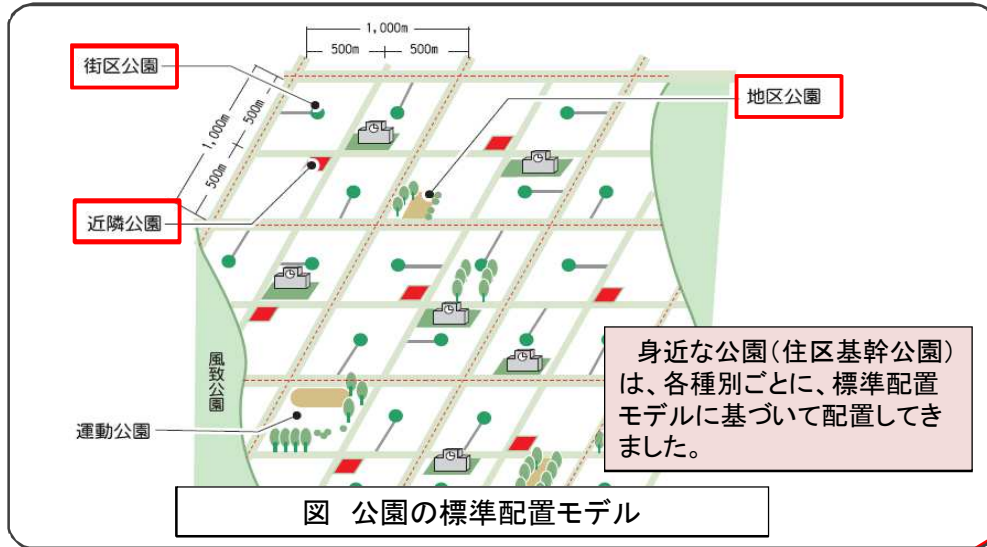 1,000m
500m
500m
街区公園
地区公園
1,000m
500m
500m
近隣公園
風致公園
運動公園
身近な公園(住区基幹公園)
は、各種別ごとに、標準配置
モデルに基づいて配置してき
ました。
図 公園の標準配置モデル